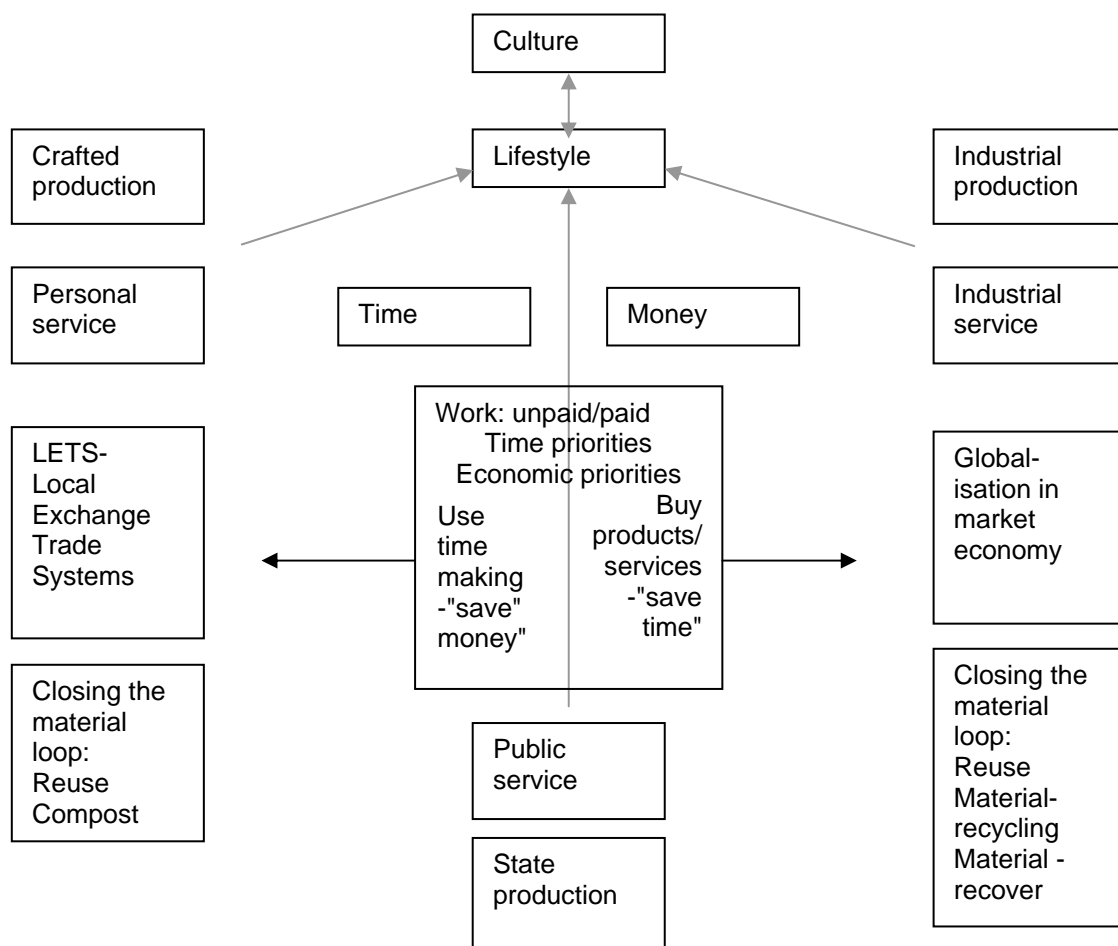 Culture
Crafted
production
Lifestyle
Industrial
production
Personal
service
Time
Money
Industrial
service
LETS-
Local
Exchange
Trade
Systems
Work: unpaid/paid
Time priorities
Economic priorities
Use
time
making
-"save"
money"
Buy
products/
services
-"save
time"
Global-
isation in
market
economy
Closing the
material
loop:
Reuse
Compost
Public
service
State
production
Closing the
material
loop:
Reuse
Material-
recycling
Material -
recover